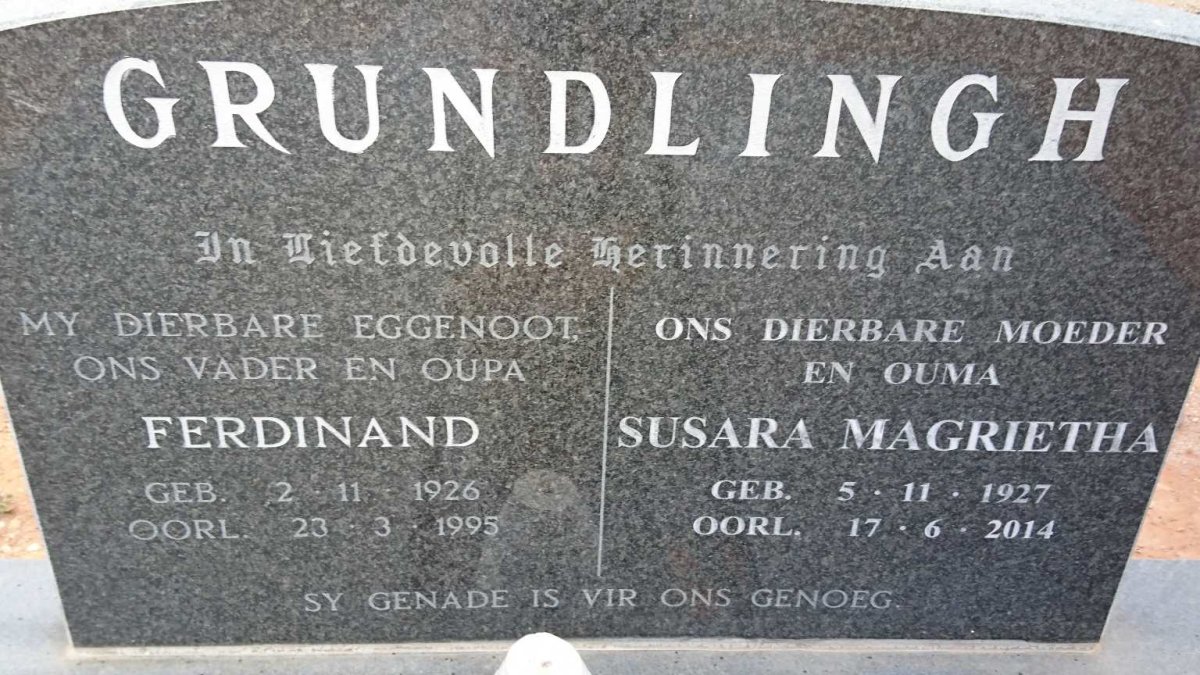 GRUNDLINGH
In Liefdevolle Herinnering Aan
MY DIERBARE EGGENOOT,
ONS VADER EN OUPA
FERDINAND
GEB. 2 · 11 · 1926
OORL. 23 · 3 · 1995
ONS DIERBARE MOEDER
EN OUMA
SUSARA MAGRIETHA
GEB. 5 · 11 · 1927
OORL. 17 · 6 · 2014
SY GENADE IS VIR ONS GENOEG.